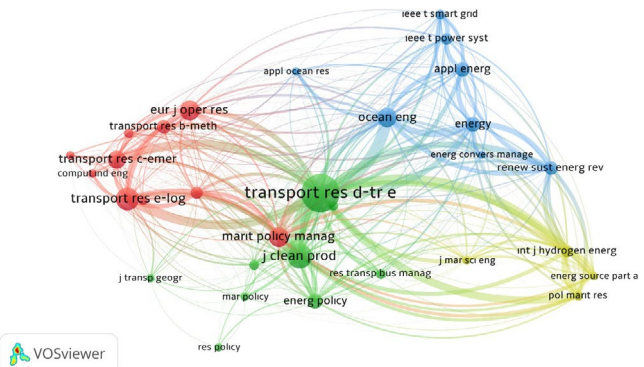 ieee t smart grid
ieee t power syst
appl energ
appl ocean res
eur j oper res
ocean eng
transport res b-meth
energy
energ convers manage
transport res c-emer
renew sust energ rev
comput ind eng
transport res d-tr e
transport res e-log
marit policy manag
int j hydrogen energ
j clean prod
j mar sci eng
res transp bus manag
energ source part a
j transp geogr
mar policy
energ policy
pol marit res
res policy
VOSviewer